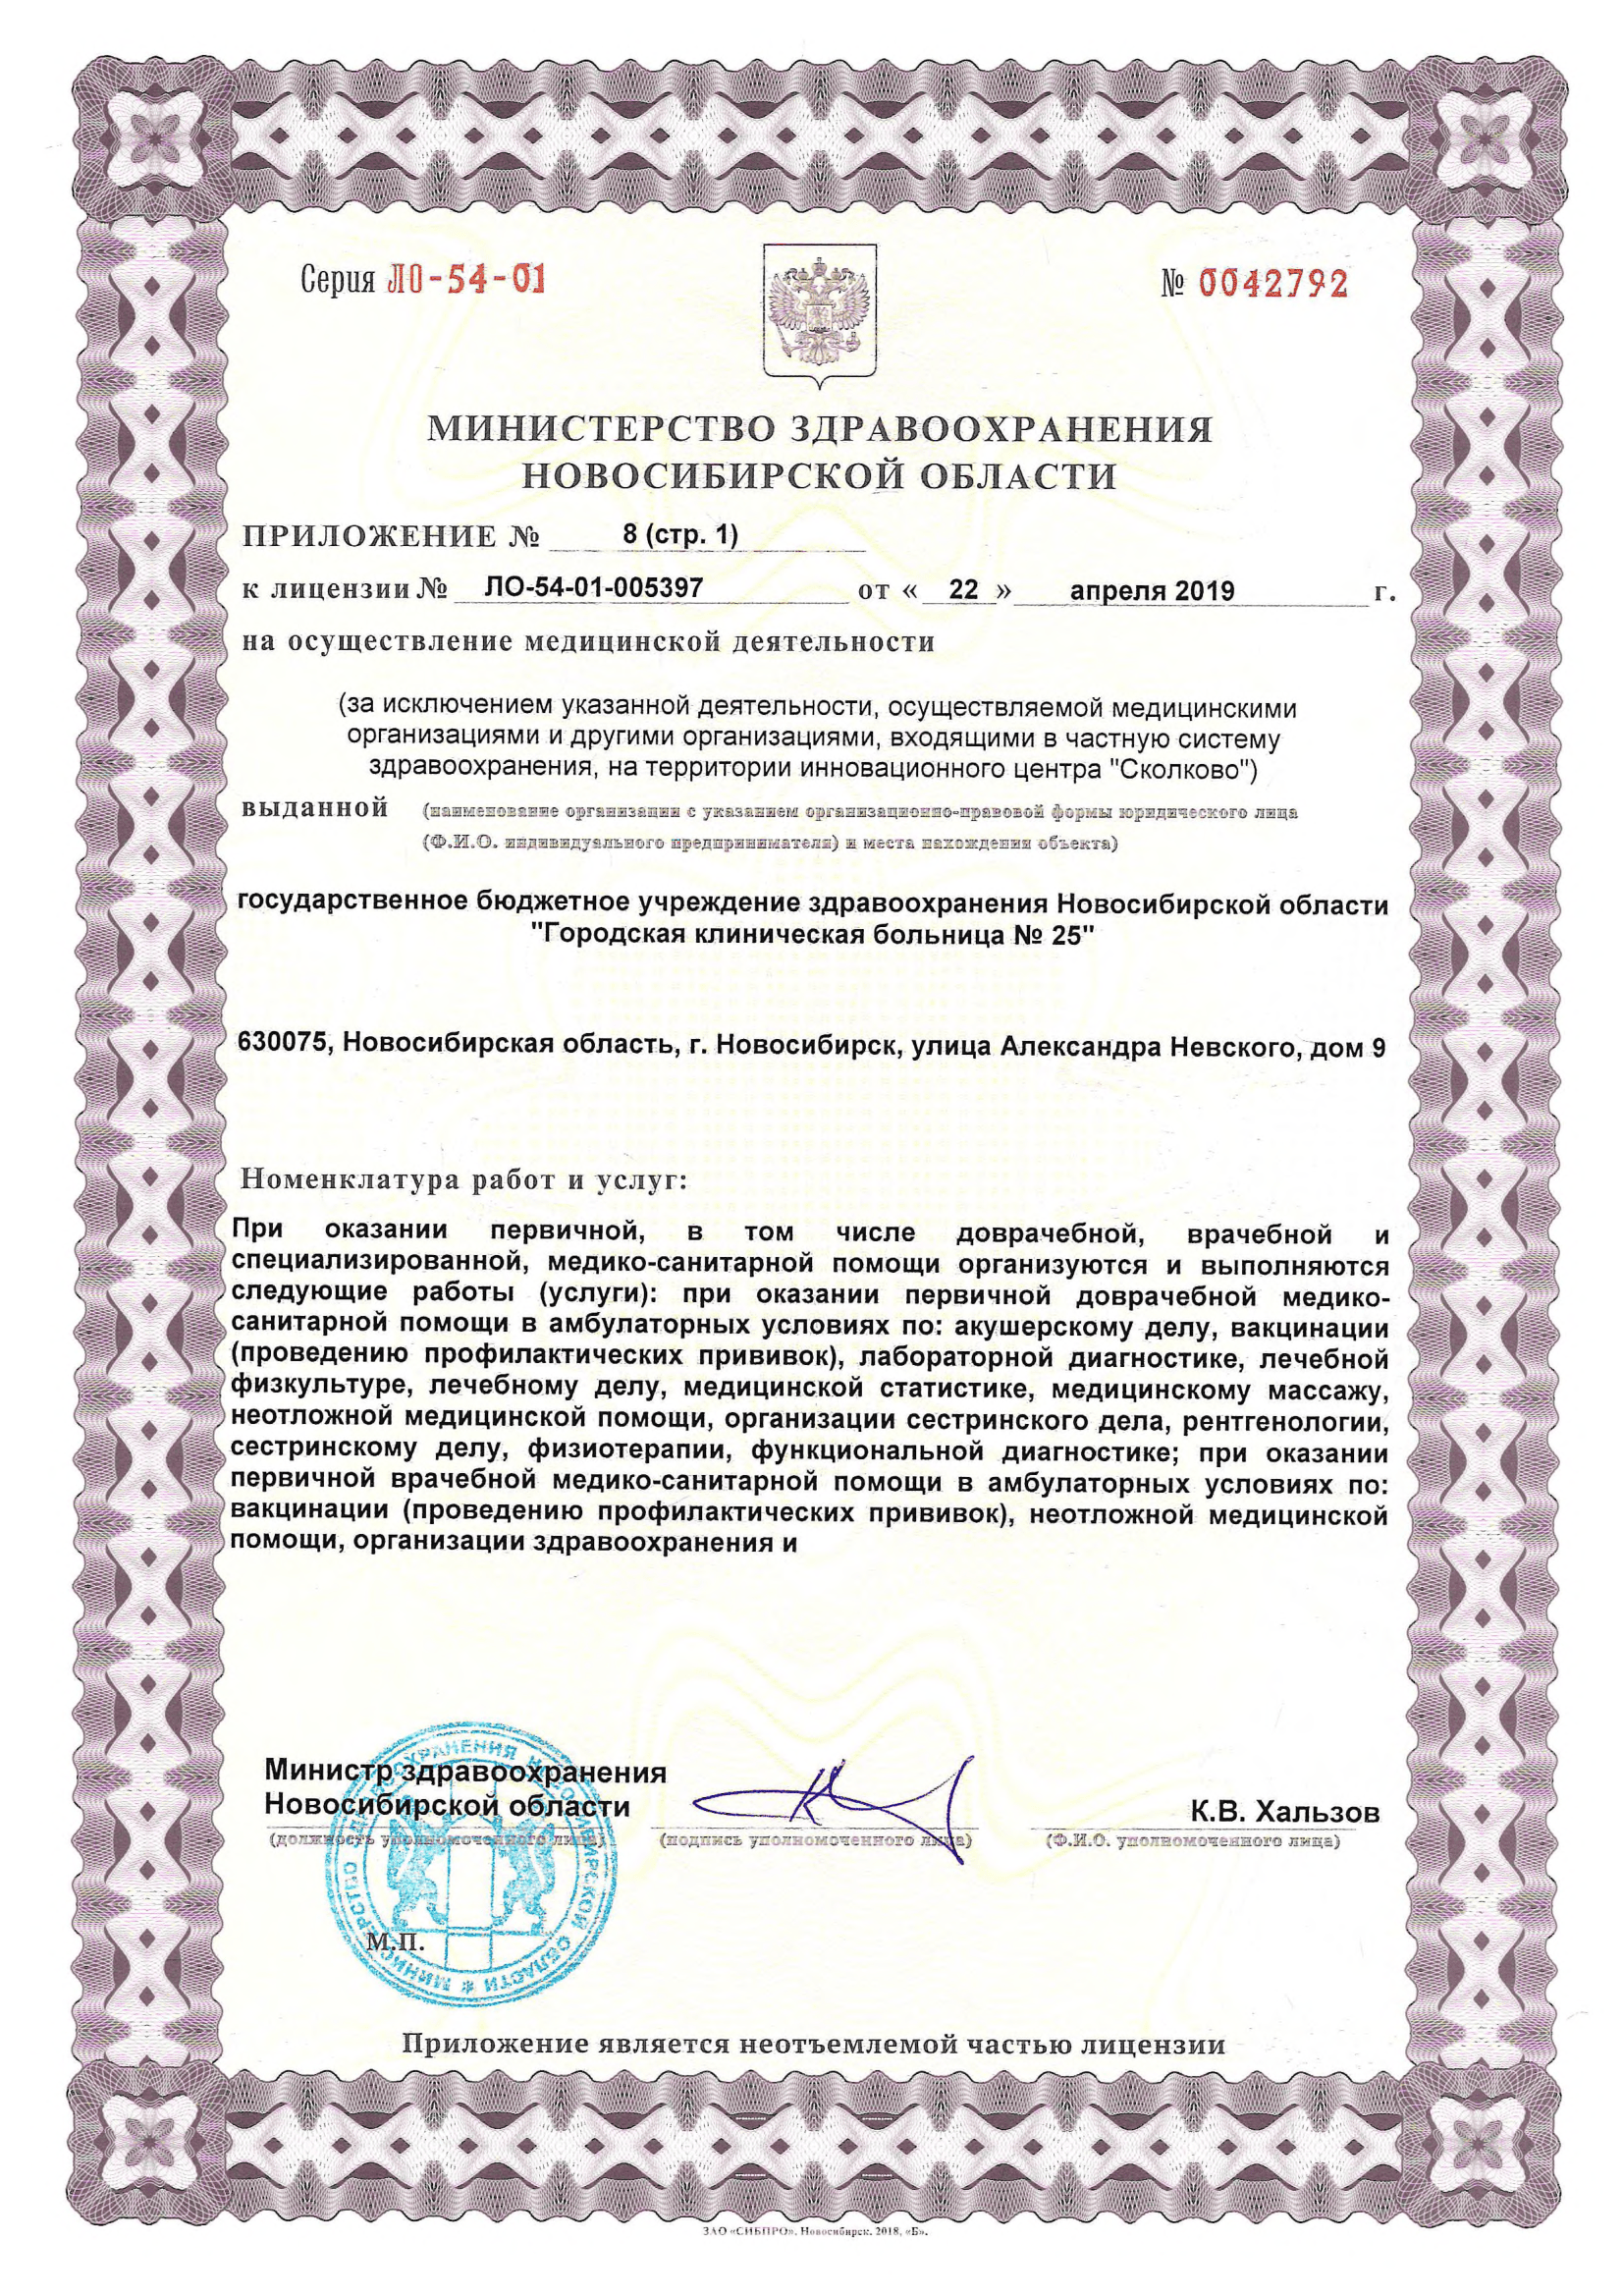 Серия ЛО-54-01
№ 0042792
МИНИСТЕРСТВО ЗДРАВООХРАНЕНИЯ
НОВОСИБИРСКОЙ ОБЛАСТИ
ПРИЛОЖЕНИЕ № 8 (стр. 1)
к лицензии № ЛО-54-01-005397 от « 22 » апреля 2019 г.
на осуществление медицинской деятельности
(за исключением указанной деятельности, осуществляемой медицинскими
организациями и другими организациями, входящими в частную систему
здравоохранения, на территории инновационного центра "Сколково")
выданной (наименование организации с указанием организационно-правовой формы юридического лица
(Ф.И.О. индивидуального предпринимателя) и места нахождения объекта)
государственное бюджетное учреждение здравоохранения Новосибирской области
"Городская клиническая больница № 25"
630075, Новосибирская область, г. Новосибирск, улица Александра Невского, дом 9
Номенклатура работ и услуг:
При оказании первичной, в том числе доврачебной, врачебной и
специализированной, медико-санитарной помощи организуются и выполняются
следующие работы (услуги): при оказании первичной доврачебной медико-
санитарной помощи в амбулаторных условиях по: акушерскому делу, вакцинации
(проведению профилактических прививок), лабораторной диагностике, лечебной
физкультуре, лечебному делу, медицинской статистике, медицинскому массажу,
неотложной медицинской помощи, организации сестринского дела, рентгенологии,
сестринскому делу, физиотерапии, функциональной диагностике; при оказании
первичной врачебной медико-санитарной помощи в амбулаторных условиях по:
вакцинации (проведению профилактических прививок), неотложной медицинской
помощи, организации здравоохранения и
Министр здравоохранения
Новосибирской области
К.В. Хальзов
(должность уполномоченного лица)
(подпись уполномоченного лица)
(Ф.И.О. уполномоченного лица)
МИНИСТЕРСТВО ЗДРАВООХРАНЕНИЯ НОВОСИБИРСКОЙ ОБЛАСТИ *
М.П.
Приложение является неотъемлемой частью лицензии
ЗАО «СИБПРО», Новосибирск, 2018, «Б».